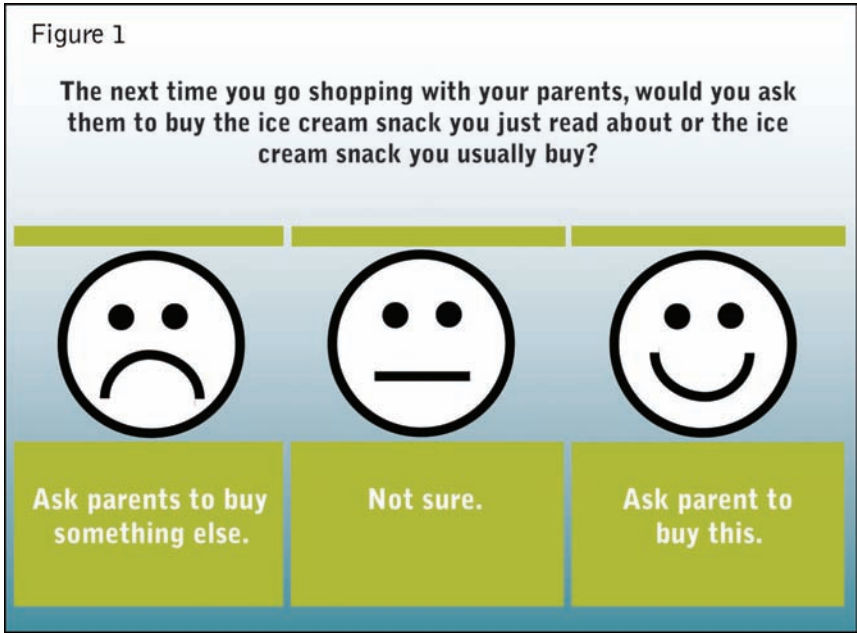 Figure 1
The next time you go shopping with your parents, would you ask
them to buy the ice cream snack you just read about or the ice
cream snack you usually buy?
Ask parents to buy
something else.
Not sure.
Ask parent to
buy this.